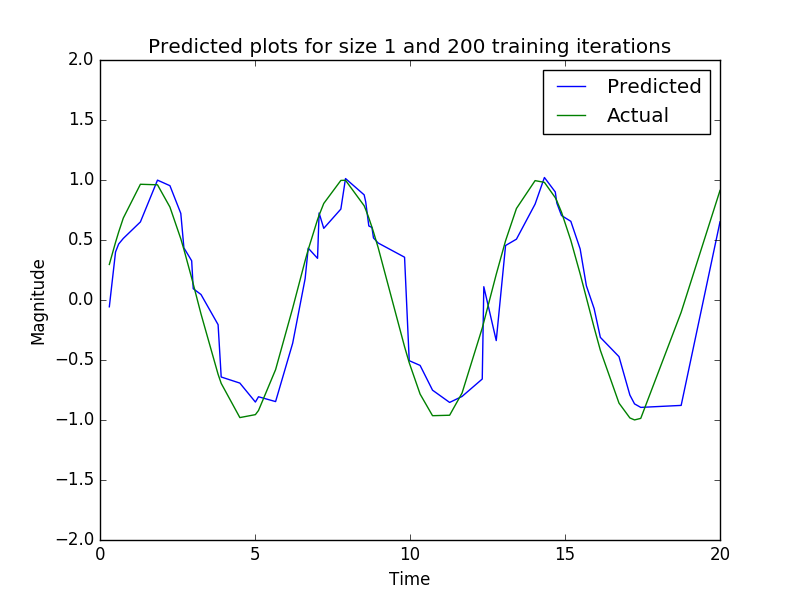 Predicted plots for size 1 and 200 training iterations
2.0
1.5
1.0
0.5
0.0
−0.5
−1.0
−1.5
−2.0
Magnitude
Predicted
Actual
0 5 10 15 20
Time